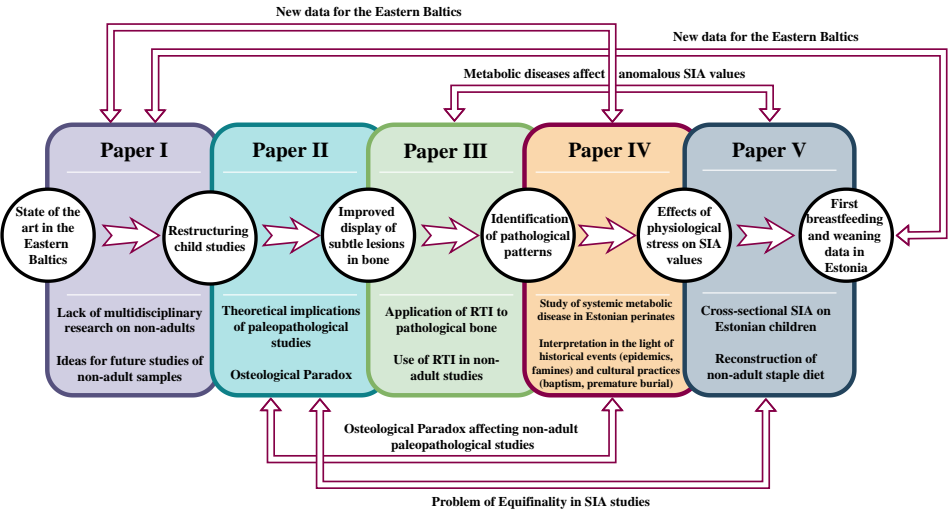 New data for the Eastern Baltics
New data for the Eastern Baltics
Metabolic diseases affect anomalous SIA values
Paper I
Paper II
Paper III
Paper IV
Paper V
State of the
art in the
Eastern
Baltics
Restructuring
child studies
Improved
display of
subtle lesions
in bone
Identification
of pathological
patterns
Effects of
physiological
stress on SIA
values
First
breastfeeding
and weaning
data in
Estonia
Lack of multidisciplinary
research on non-adults
Ideas for future studies of
non-adult samples
Theoretical implications of
paleopathological
studies
Osteological Paradox
Application of RTI to
pathological bone
Use of RTI in non-
adult studies
Study of systemic metabolic
disease in Estonian perinates
Interpretation in the light of
historical events (epidemics,
famines) and cultural practices
(baptism, premature burial)
Cross-sectional SIA on
Estonian children
Reconstruction of
non-adult staple diet
Osteological Paradox affecting non-adult
paleopathological studies
Problem of Equifinality in SIA studies